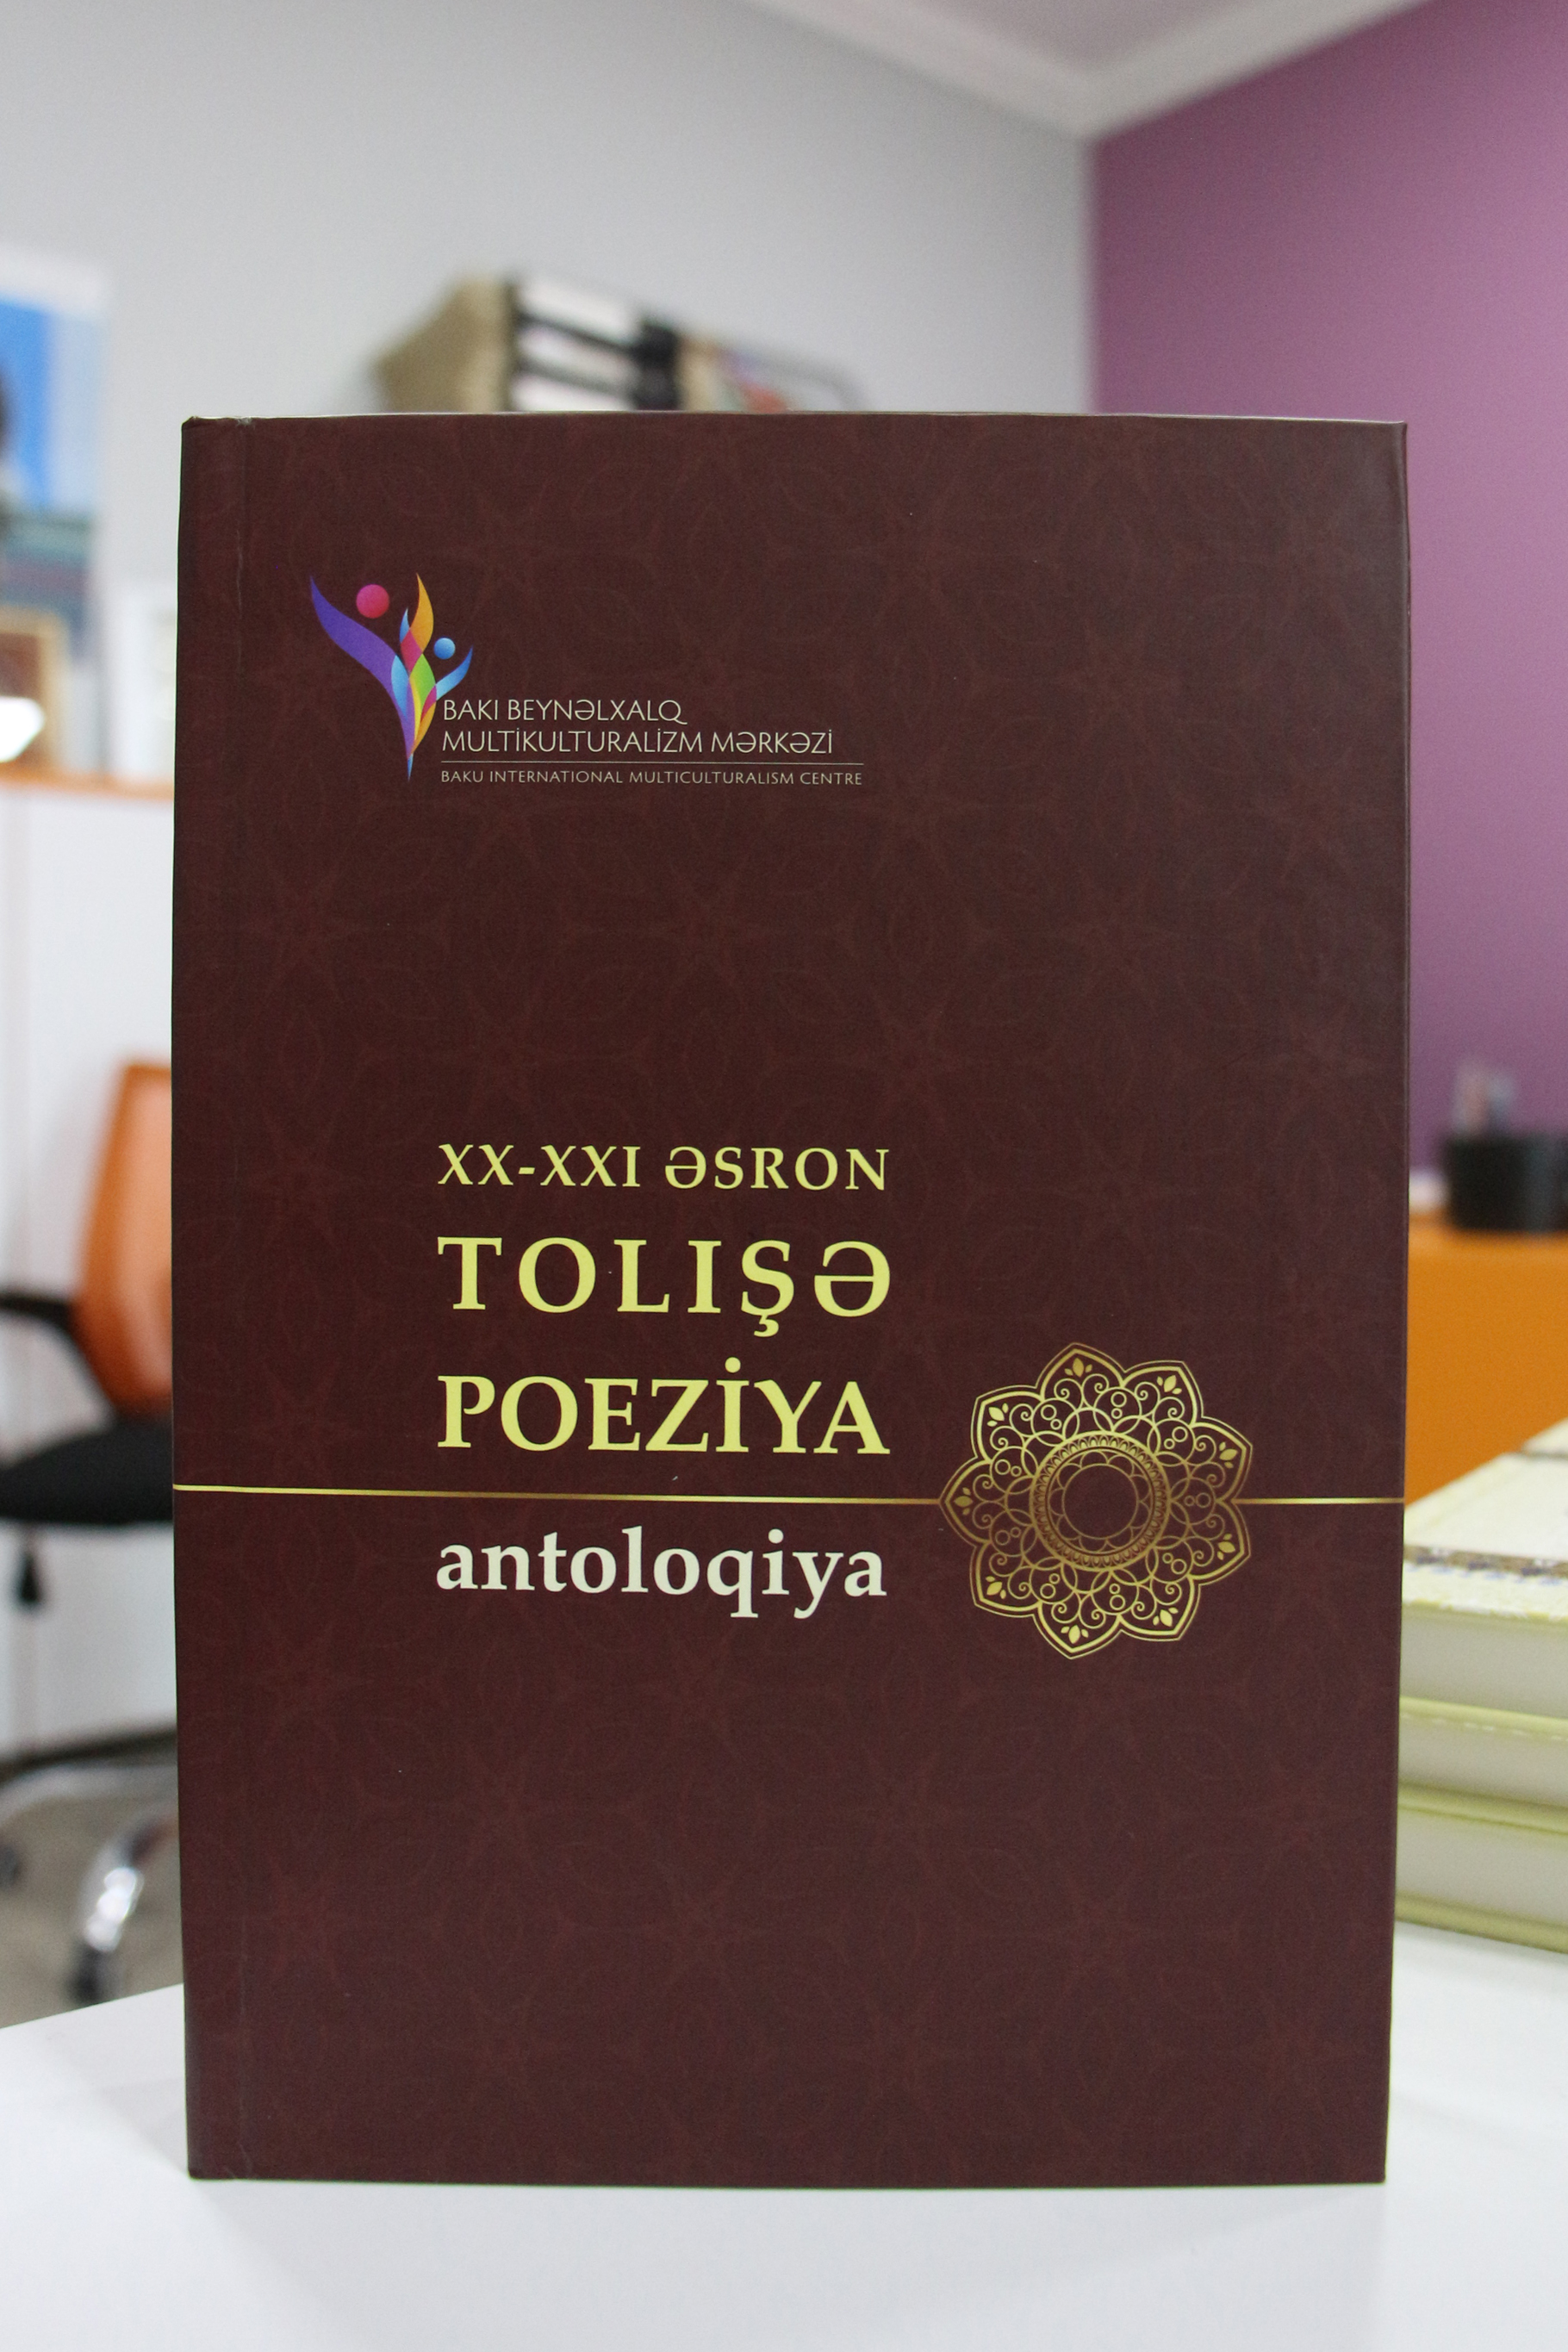 BAKI BEYNƏLXALQ
MULTİKULTURALİZM MƏRKƏZİ
BAKU INTERNATIONAL MULTICULTURALISM CENTRE
XX-XXI ƏSRON
TOLIŞƏ
POEZİYA
antoloqiya